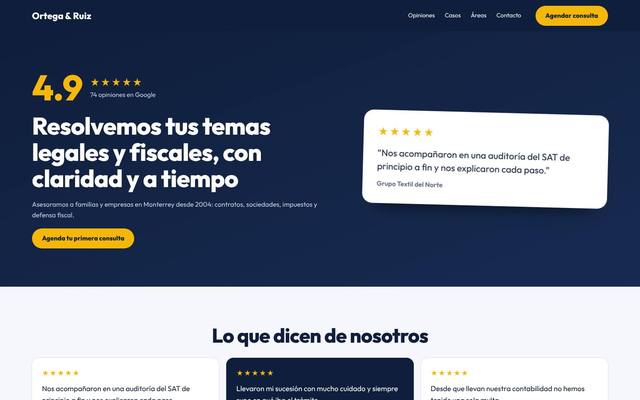 Ortega & Ruiz
Opiniones
Casos
Áreas
Contacto
Agendar consulta
4.9
★★★★★
74 opiniones en Google
Resolvemos tus temas
legales y fiscales, con
claridad y a tiempo
Asesoramos a familias y empresas en Monterrey desde 2004: contratos, sociedades, impuestos y
defensa fiscal.
Agenda tu primera consulta
★★★★★
"Nos acompañaron en una auditoría del SAT de
principio a fin y nos explicaron cada paso."
Grupo Textil del Norte
Lo que dicen de nosotros
★★★★★
Nos acompañaron en una auditoría del SAT de
★★★★★
Llevaron mi sucesión con mucho cuidado y siempre
★★★★★
Desde que llevan nuestra contabilidad no hemos